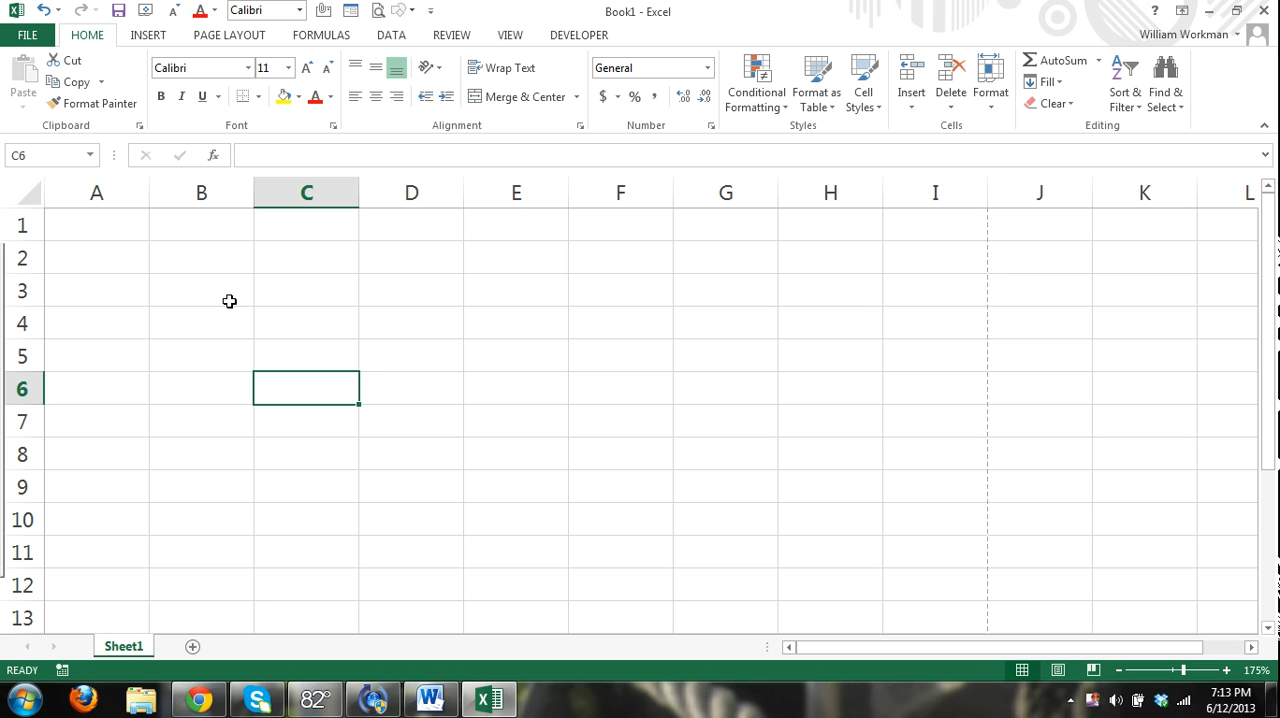 Calibri
Book1 - Excel
?
FILE
HOME
INSERT
PAGE LAYOUT
FORMULAS
DATA
REVIEW
VIEW
DEVELOPER
William Workman
Paste
Cut
Copy
Format Painter
Clipboard
Calibri
11
B I U
Font
Wrap Text
Merge & Center
Alignment
General
$ % ,
Number
Conditional Formatting
Format as Table
Cell Styles
Styles
Insert
Delete
Format
Cells
AutoSum
Fill
Clear
Sort & Filter
Find & Select
Editing
C6
fx
A B C D E F G H I J K L
1
2
3
4
5
6
7
8
9
10
11
12
13
Sheet1
READY
175%
82°
7:13 PM
6/12/2013